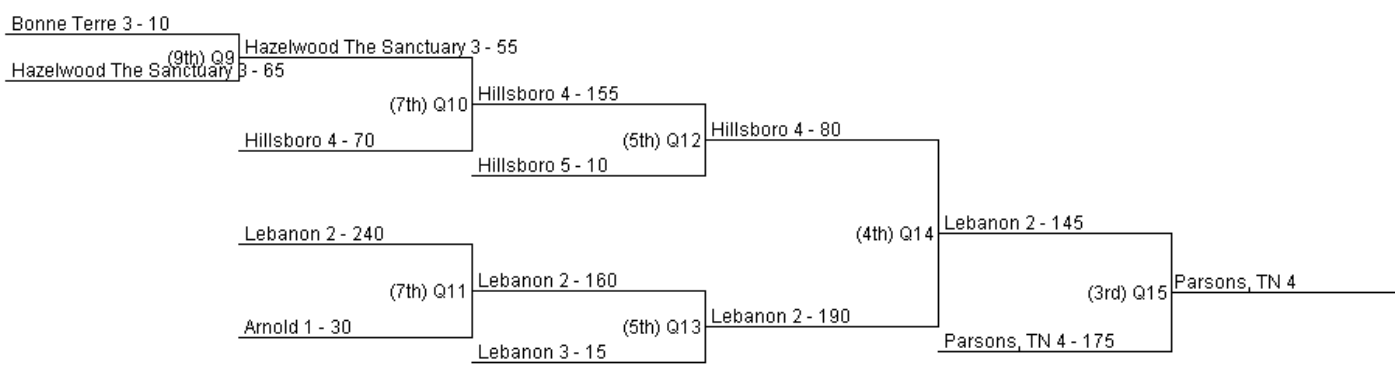 Bonne Terre 3 - 10
Hazelwood The Sanctuary 3 - 55
(9th) Q9
Hazelwood The Sanctuary 3 - 65
Hillsboro 4 - 155
(7th) Q10
Hillsboro 4 - 80
Hillsboro 4 - 70
(5th) Q12
Hillsboro 5 - 10
Lebanon 2 - 145
Lebanon 2 - 240
(4th) Q14
Lebanon 2 - 160
Parsons, TN 4
(7th) Q11
(3rd) Q15
Lebanon 2 - 190
Arnold 1 - 30
(5th) Q13
Parsons, TN 4 - 175
Lebanon 3 - 15